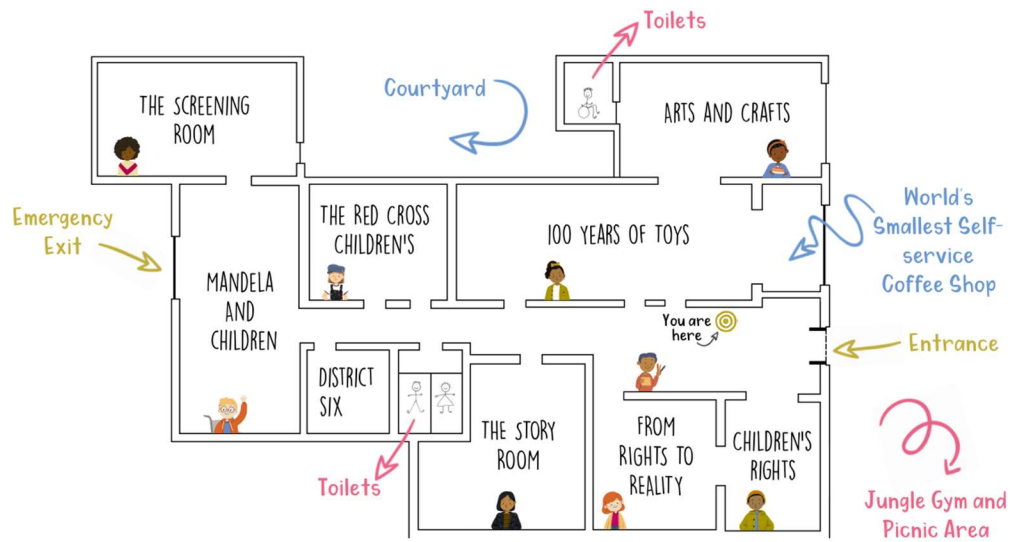 Toilets
Courtyard
THE SCREENING
ROOM
ARTS AND CRAFTS
Emergency
Exit
World's
Smallest Self-
service
Coffee Shop
THE RED CROSS
CHILDREN'S
100 YEARS OF TOYS
MANDELA
AND
CHILDREN
You are
here
Entrance
DISTRICT
SIX
THE STORY
ROOM
FROM
RIGHTS TO
REALITY
CHILDREN'S
RIGHTS
Toilets
Jungle Gym and
Picnic Area